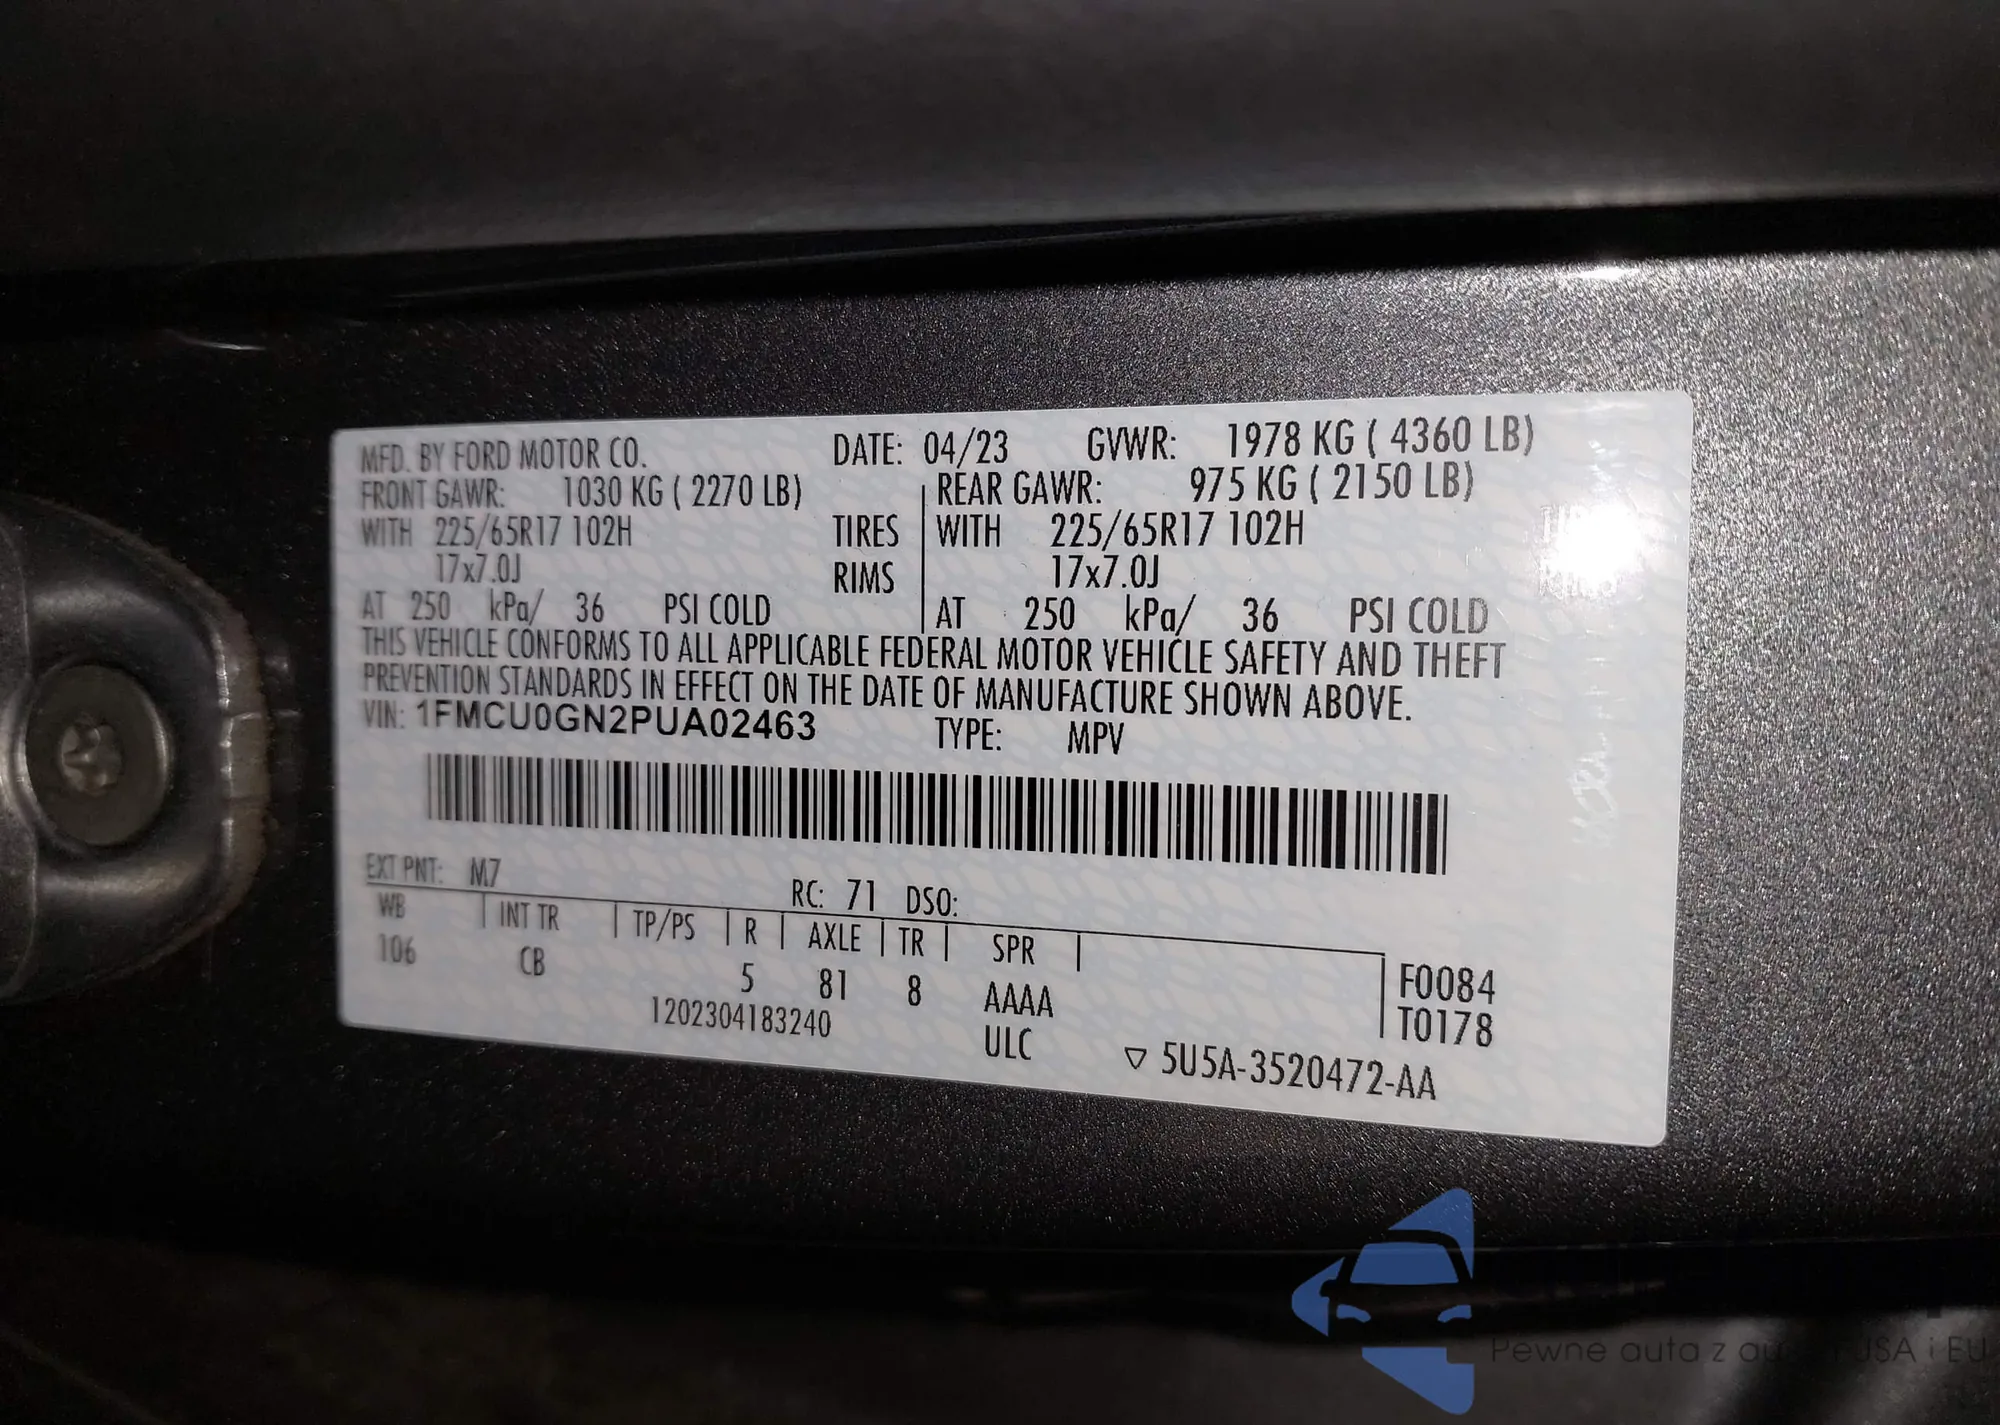 MFD. BY FORD MOTOR CO. DATE: 04/23 GVWR: 1978 KG ( 4360 LB)
FRONT GAWR: 1030 KG ( 2270 LB) REAR GAWR: 975 KG ( 2150 LB)
WITH 225/65R17 102H TIRES WITH 225/65R17 102H
17x7.0J RIMS 17x7.0J
AT 250 kPa/ 36 PSI COLD AT 250 kPa/ 36 PSI COLD
THIS VEHICLE CONFORMS TO ALL APPLICABLE FEDERAL MOTOR VEHICLE SAFETY AND THEFT
PREVENTION STANDARDS IN EFFECT ON THE DATE OF MANUFACTURE SHOWN ABOVE.
VIN: 1FMCU0GN2PUA02463 TYPE: MPV
EXT PNT: M7 RC: 71 DSO:
WB INT TR TP/PS R AXLE TR SPR
106 CB 5 81 8 AAAA F0084
1202304183240 ULC T0178
▽ 5U5A-3520472-AA
Pewne auta z USA i EU